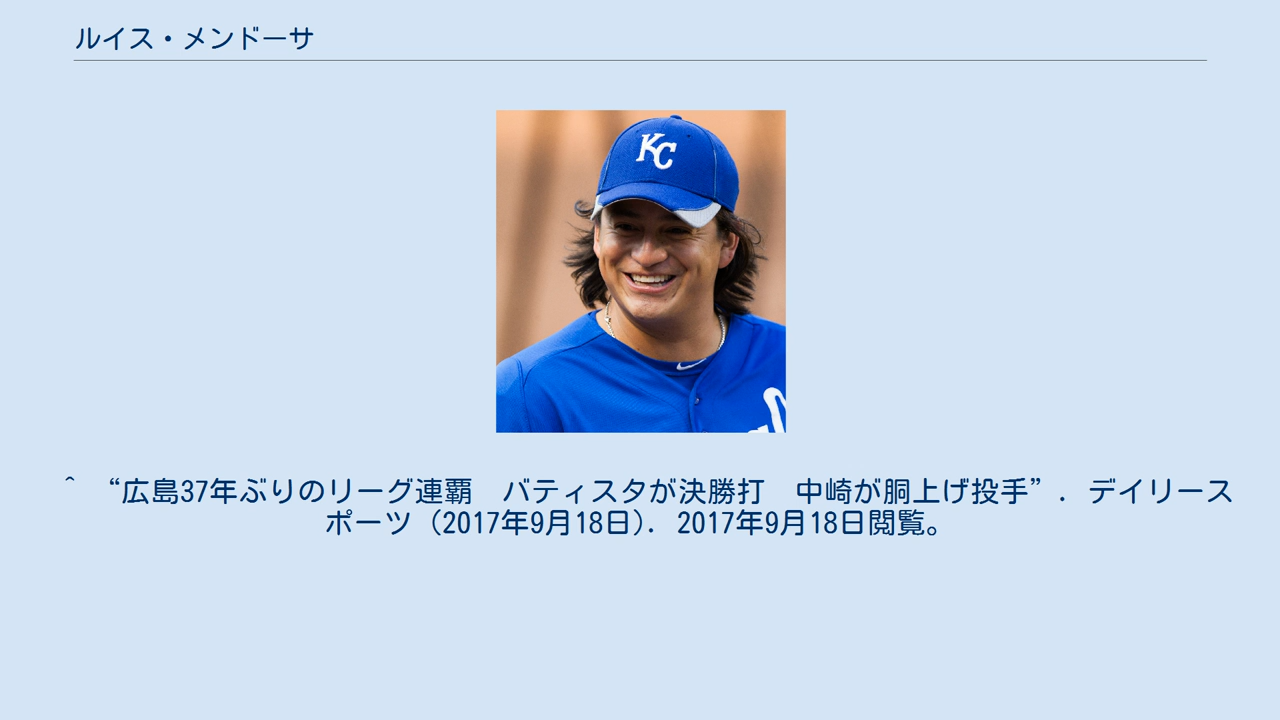 ルイス・メンドーサ
KC
^ “広島37年ぶりのリーグ連覇　バティスタが決勝打　中崎が胴上げ投手”. デイリース
ポーツ (2017年9月18日). 2017年9月18日閲覧。